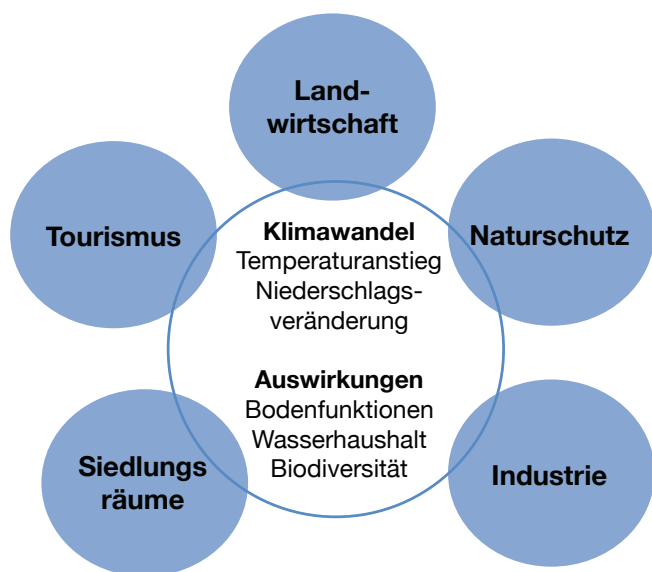 Land-
wirtschaft
Tourismus
Naturschutz
Klimawandel
Temperaturanstieg
Niederschlags-
veränderung
Auswirkungen
Bodenfunktionen
Wasserhaushalt
Biodiversität
Siedlungs
räume
Industrie